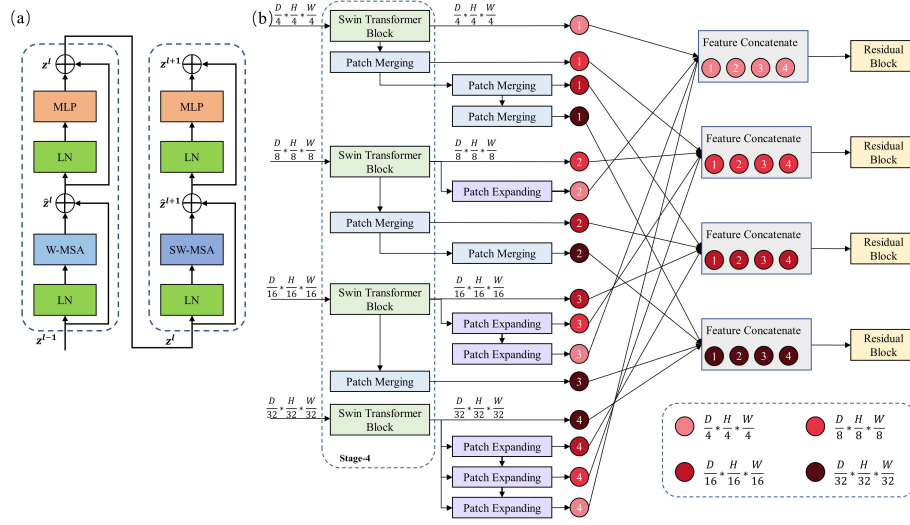 (a)
z^l
z^{l+1}
MLP
MLP
LN
LN
ẑ^l
ẑ^{l+1}
W-MSA
SW-MSA
LN
LN
z^{l-1}
z^l
(b)
D/4 * H/4 * W/4
Swin Transformer
Block
D/4 * H/4 * W/4
1
Patch Merging
1
Patch Merging
1
Patch Merging
1
D/8 * H/8 * W/8
Swin Transformer
Block
D/8 * H/8 * W/8
2
Patch Expanding
2
Patch Merging
2
Patch Merging
2
D/16 * H/16 * W/16
Swin Transformer
Block
D/16 * H/16 * W/16
3
Patch Expanding
3
Patch Expanding
3
Patch Merging
3
D/32 * H/32 * W/32
Swin Transformer
Block
D/32 * H/32 * W/32
4
Patch Expanding
4
Patch Expanding
4
Patch Expanding
4
Stage-4
Feature Concatenate
1 2 3 4
Residual
Block
Feature Concatenate
1 2 3 4
Residual
Block
Feature Concatenate
1 2 3 4
Residual
Block
Feature Concatenate
1 2 3 4
Residual
Block
D/4 * H/4 * W/4
D/8 * H/8 * W/8
D/16 * H/16 * W/16
D/32 * H/32 * W/32